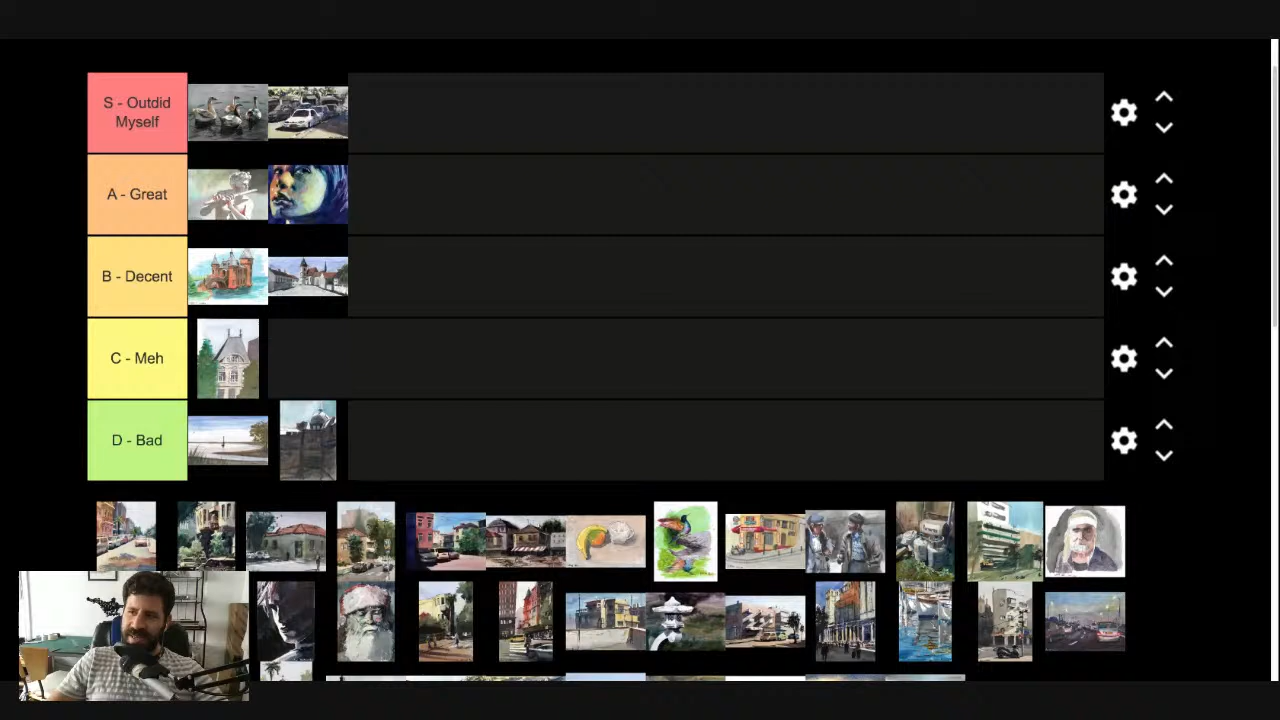 S - Outdid
Myself
A - Great
B - Decent
C - Meh
D - Bad